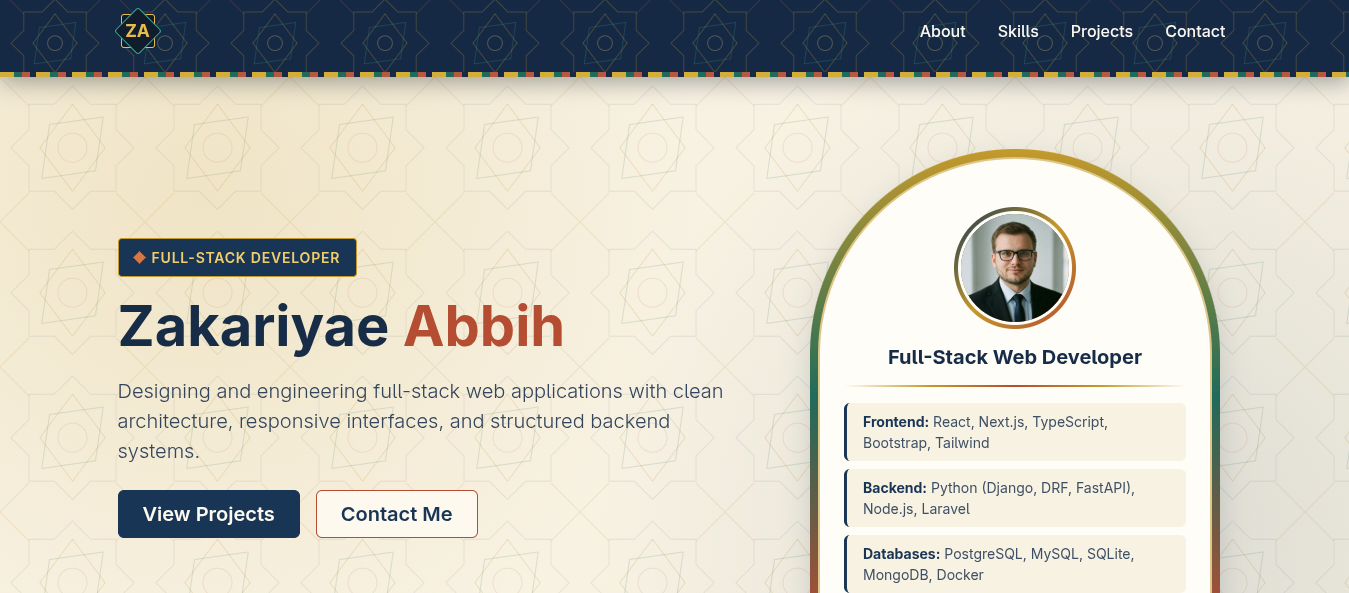 ZA
About
Skills
Projects
Contact
FULL-STACK DEVELOPER
Zakariyae Abbih
Designing and engineering full-stack web applications with clean
architecture, responsive interfaces, and structured backend
systems.
View Projects
Contact Me
Full-Stack Web Developer
Frontend: React, Next.js, TypeScript,
Bootstrap, Tailwind
Backend: Python (Django, DRF, FastAPI),
Node.js, Laravel
Databases: PostgreSQL, MySQL, SQLite,
MongoDB, Docker